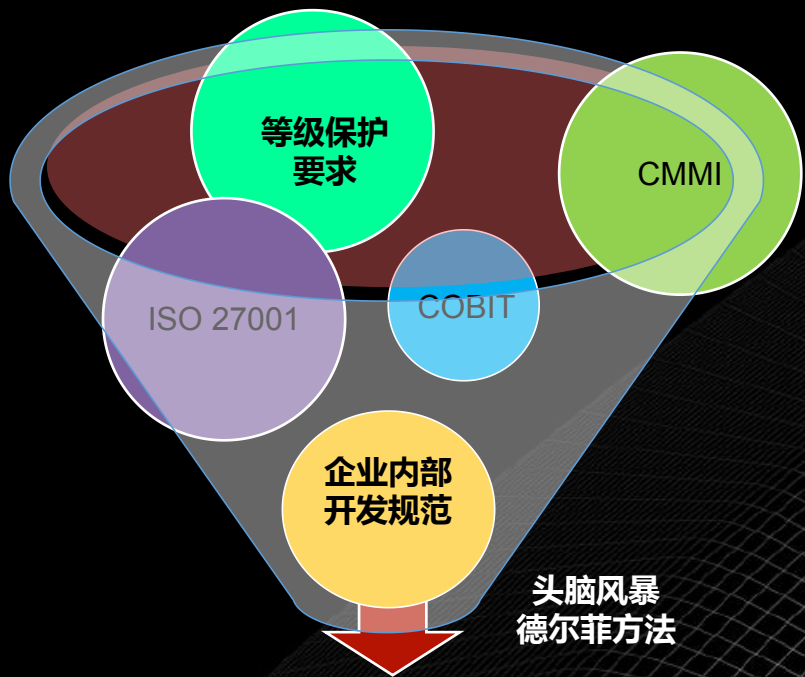 等级保护
要求
CMMI
ISO 27001
COBIT
企业内部
开发规范
头脑风暴
德尔菲方法